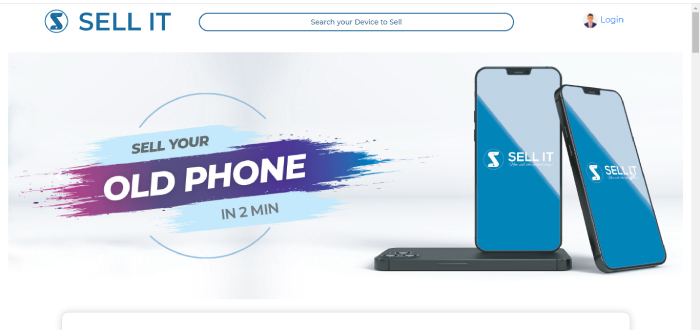 SELL IT
Search your Device to Sell
Login
SELL YOUR
OLD PHONE
IN 2 MIN
SELL IT
SELL IT